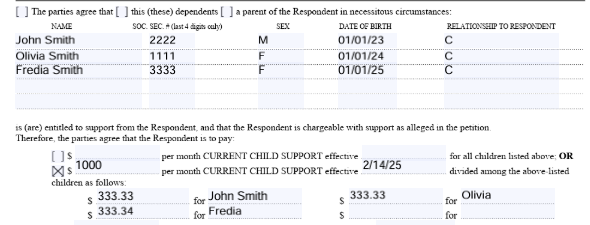 [ ] The parties agree that [ ] this (these) dependents [ ] a parent of the Respondent in necessitous circumstances:
NAME SOC. SEC. # (last 4 digits only) SEX DATE OF BIRTH RELATIONSHIP TO RESPONDENT
John Smith 2222 M 01/01/23 C
Olivia Smith 1111 F 01/01/24 C
Fredia Smith 3333 F 01/01/25 C
is (are) entitled to support from the Respondent, and that the Respondent is chargeable with support as alleged in the petition.
Therefore, the parties agree that the Respondent is to pay:
[ ] $ per month CURRENT CHILD SUPPORT effective for all children listed above; OR
[X] $ 1000 per month CURRENT CHILD SUPPORT effective 2/14/25 divided among the above-listed
children as follows:
$ 333.33 for John Smith $ 333.33 for Olivia
$ 333.34 for Fredia $ for